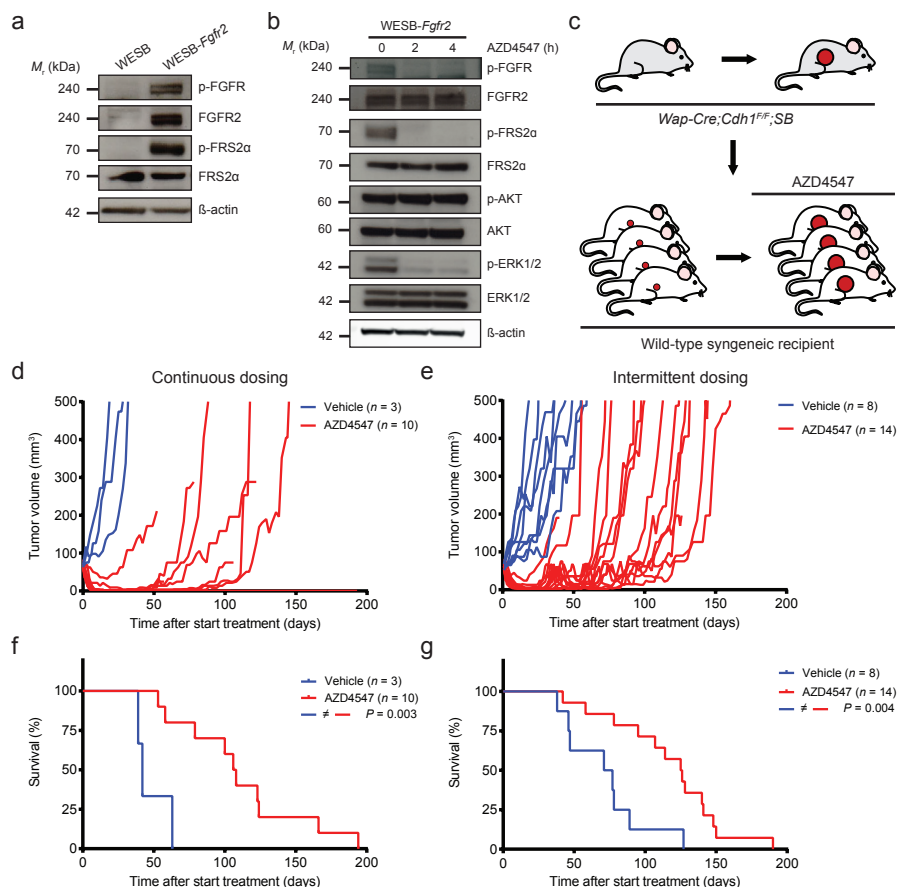 a
WESB
WESB-Fgfr2
Mr (kDa)
240
p-FGFR
240
FGFR2
70
p-FRS2α
70
FRS2α
42
ß-actin
b
WESB-Fgfr2
Mr (kDa)
0 2 4 AZD4547 (h)
240
p-FGFR
240
FGFR2
70
p-FRS2α
70
FRS2α
60
p-AKT
60
AKT
42
p-ERK1/2
42
ERK1/2
42
ß-actin
c
Wap-Cre;Cdh1F/F;SB
AZD4547
Wild-type syngeneic recipient
d
Continuous dosing
Vehicle (n = 3)
AZD4547 (n = 10)
Tumor volume (mm³)
500
400
300
200
100
0
0 50 100 150 200
Time after start treatment (days)
e
Intermittent dosing
Vehicle (n = 8)
AZD4547 (n = 14)
Tumor volume (mm³)
500
400
300
200
100
0
0 50 100 150 200
Time after start treatment (days)
f
Vehicle (n = 3)
AZD4547 (n = 10)
≠ P = 0.003
Survival (%)
100
75
50
25
0
0 50 100 150 200
Time after start treatment (days)
g
Vehicle (n = 8)
AZD4547 (n = 14)
≠ P = 0.004
Survival (%)
100
75
50
25
0
0 50 100 150 200
Time after start treatment (days)